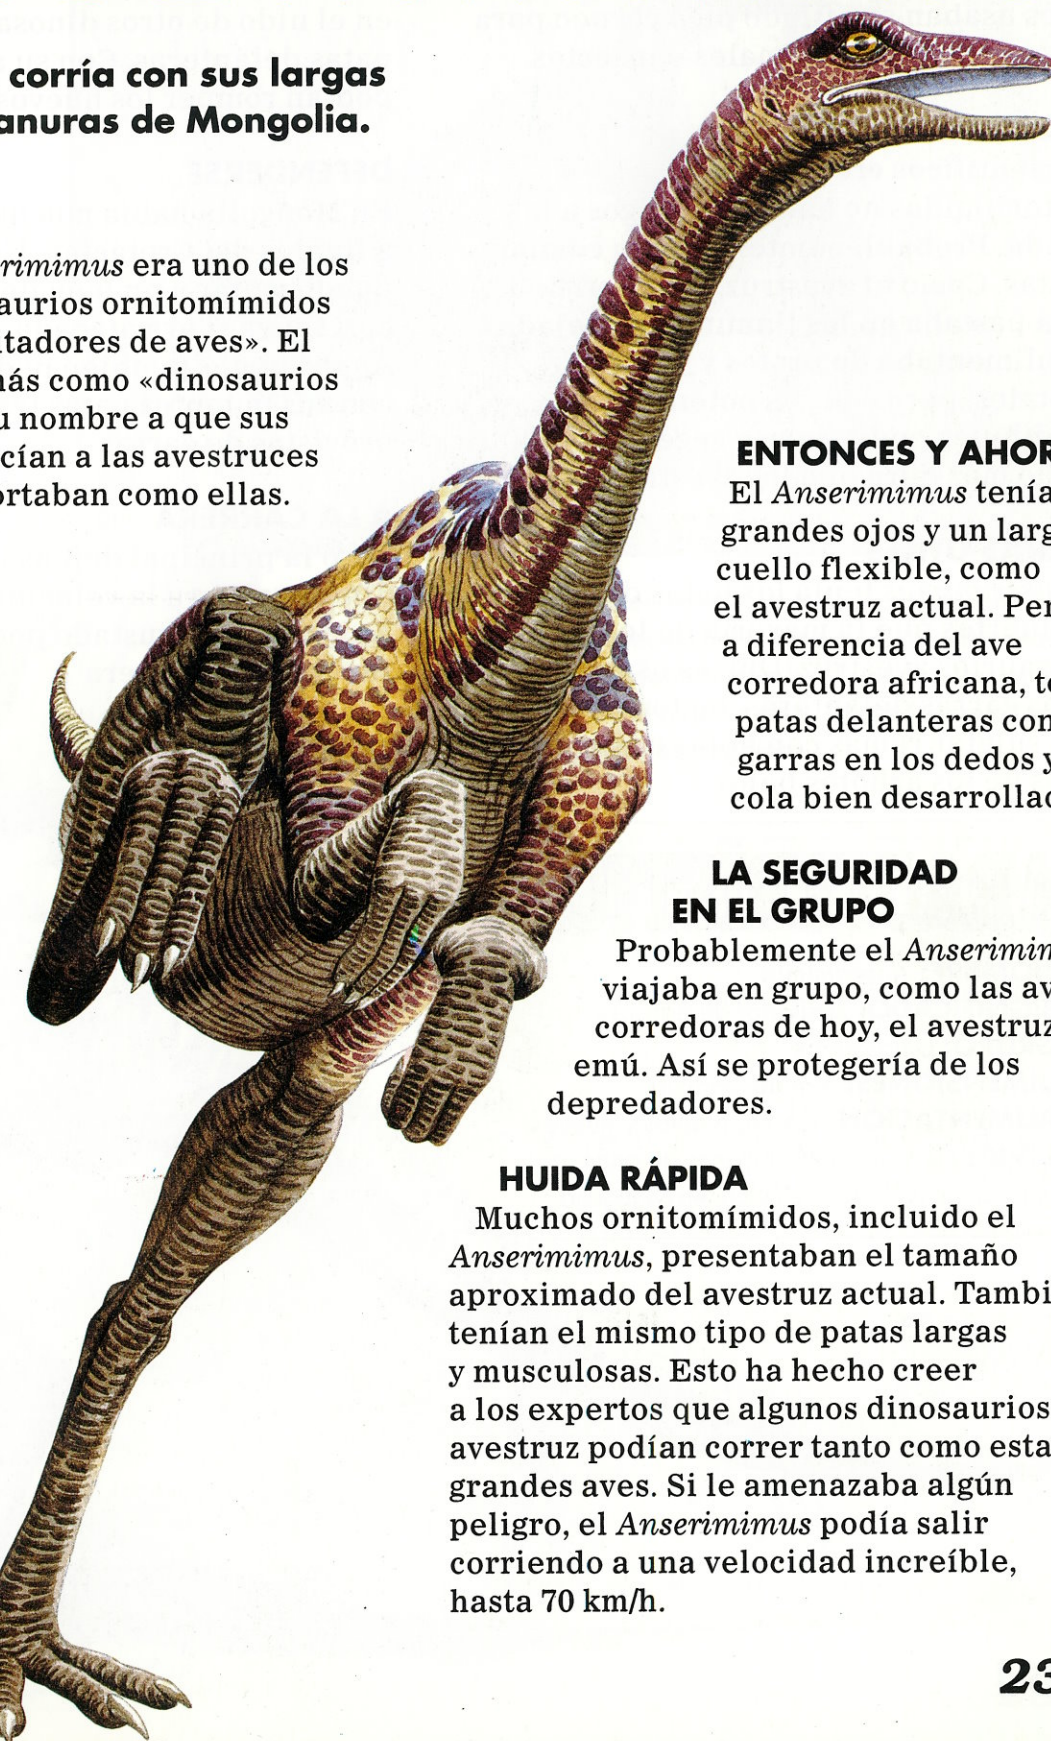 corría con sus largas
anuras de Mongolia.
rimimus era uno de los
aurios ornitomímidos
tadores de aves». El
nás como «dinosaurios
u nombre a que sus
cían a las avestruces
ortaban como ellas.
ENTONCES Y AHOR
El Anserimimus tenía
grandes ojos y un larg
cuello flexible, como
el avestruz actual. Per
a diferencia del ave
corredora africana, te
patas delanteras con
garras en los dedos y
cola bien desarrollad
LA SEGURIDAD
EN EL GRUPO
Probablemente el Anserimim
viajaba en grupo, como las av
corredoras de hoy, el avestruz
emú. Así se protegería de los
depredadores.
HUIDA RÁPIDA
Muchos ornitomímidos, incluido el
Anserimimus, presentaban el tamaño
aproximado del avestruz actual. Tambi
tenían el mismo tipo de patas largas
y musculosas. Esto ha hecho creer
a los expertos que algunos dinosaurios
avestruz podían correr tanto como esta
grandes aves. Si le amenazaba algún
peligro, el Anserimimus podía salir
corriendo a una velocidad increíble,
hasta 70 km/h.
23